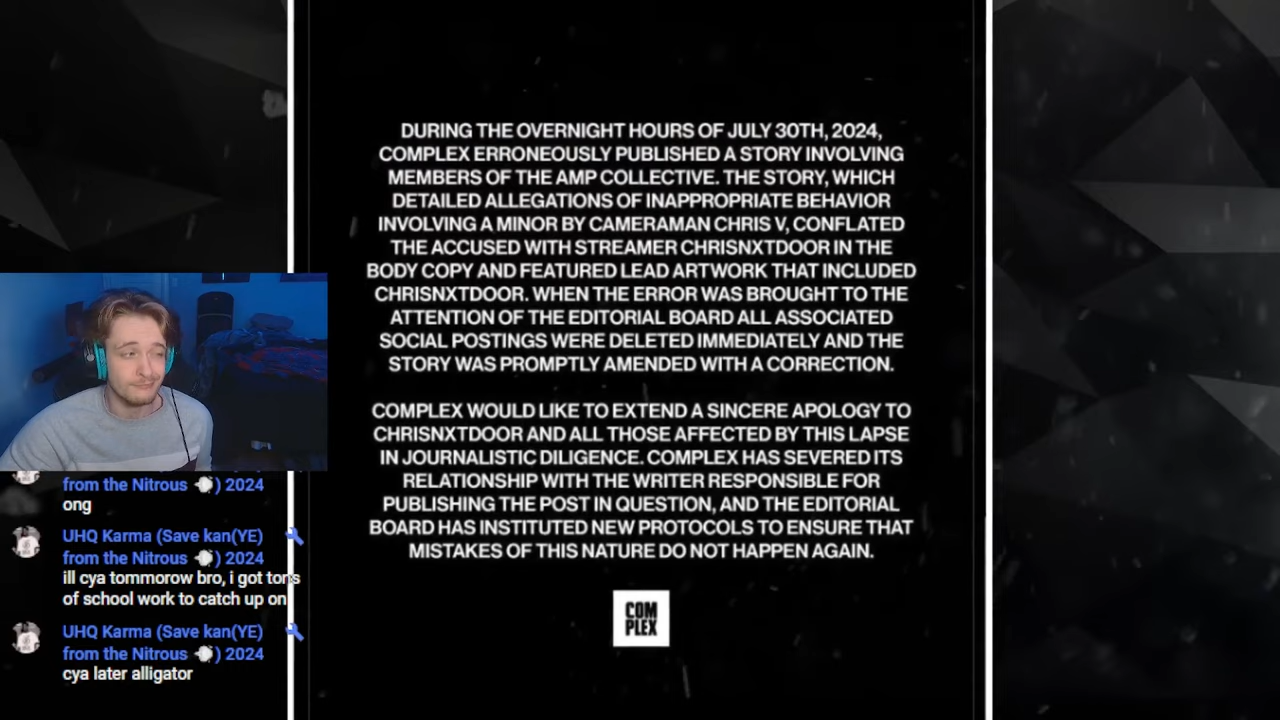 DURING THE OVERNIGHT HOURS OF JULY 30TH, 2024,
COMPLEX ERRONEOUSLY PUBLISHED A STORY INVOLVING
MEMBERS OF THE AMP COLLECTIVE. THE STORY, WHICH
DETAILED ALLEGATIONS OF INAPPROPRIATE BEHAVIOR
INVOLVING A MINOR BY CAMERAMAN CHRIS V, CONFLATED
THE ACCUSED WITH STREAMER CHRISNXTDOOR IN THE
BODY COPY AND FEATURED LEAD ARTWORK THAT INCLUDED
CHRISNXTDOOR. WHEN THE ERROR WAS BROUGHT TO THE
ATTENTION OF THE EDITORIAL BOARD ALL ASSOCIATED
SOCIAL POSTINGS WERE DELETED IMMEDIATELY AND THE
STORY WAS PROMPTLY AMENDED WITH A CORRECTION.
COMPLEX WOULD LIKE TO EXTEND A SINCERE APOLOGY TO
CHRISNXTDOOR AND ALL THOSE AFFECTED BY THIS LAPSE
IN JOURNALISTIC DILIGENCE. COMPLEX HAS SEVERED ITS
RELATIONSHIP WITH THE WRITER RESPONSIBLE FOR
PUBLISHING THE POST IN QUESTION, AND THE EDITORIAL
BOARD HAS INSTITUTED NEW PROTOCOLS TO ENSURE THAT
MISTAKES OF THIS NATURE DO NOT HAPPEN AGAIN.
COM
PLEX
from the Nitrous ) 2024
ong
UHQ Karma (Save kan(YE)
from the Nitrous ) 2024
ill cya tommorow bro, i got tons
of school work to catch up on
UHQ Karma (Save kan(YE)
from the Nitrous ) 2024
cya later alligator